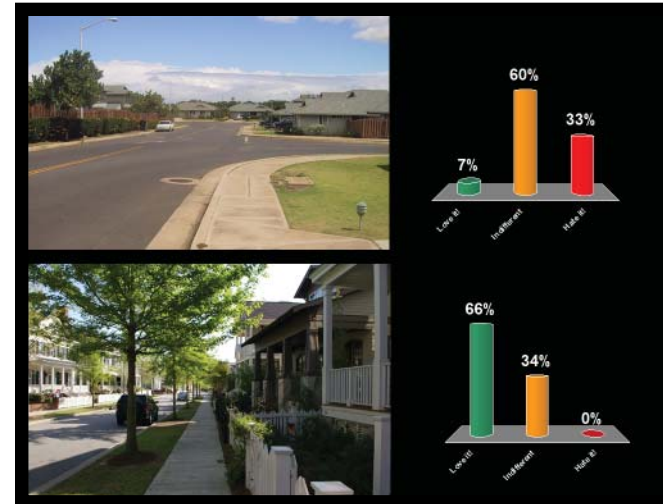 60%
33%
7%
Love it!
Indifferent
Hate it!
66%
34%
0%
Love it!
Indifferent
Hate it!